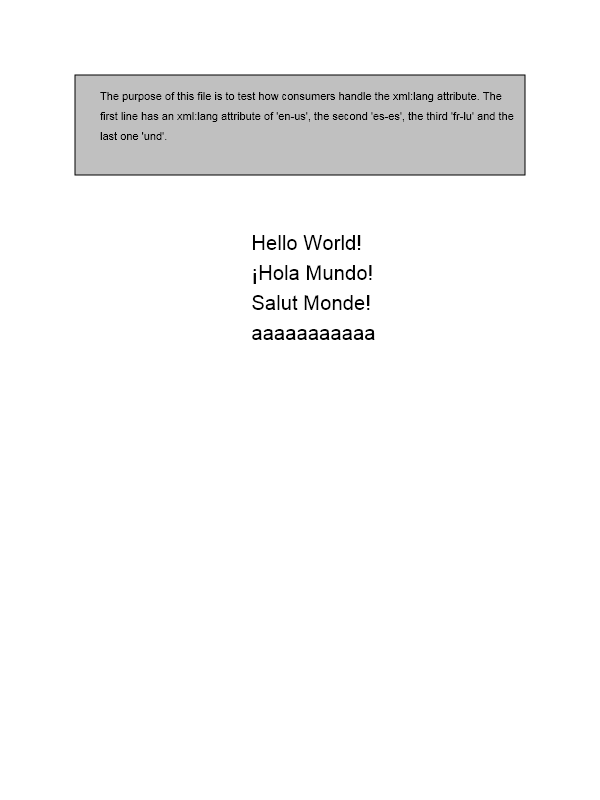 The purpose of this file is to test how consumers handle the xml:lang attribute. The
first line has an xml:lang attribute of 'en-us', the second 'es-es', the third 'fr-lu' and the
last one 'und'.
Hello World!
¡Hola Mundo!
Salut Monde!
aaaaaaaaaaa